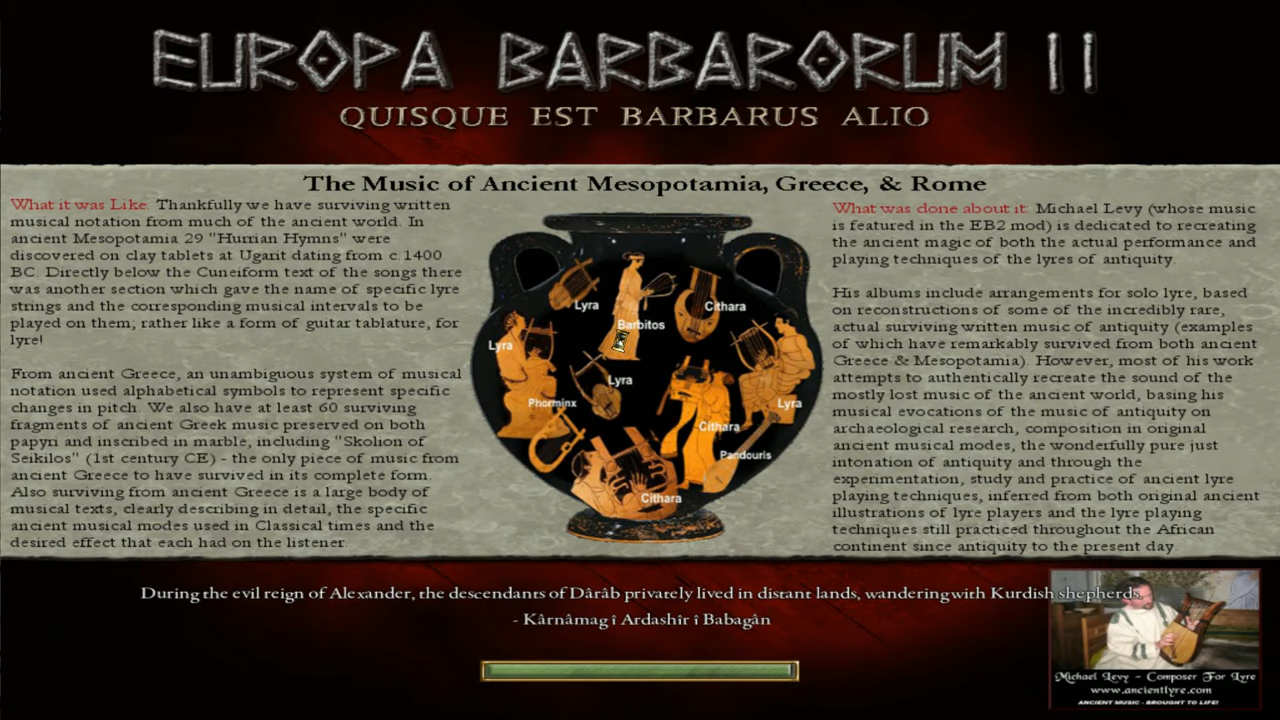 EUROPA BARBARORUM II
QUISQUE EST BARBARUS ALIO
The Music of Ancient Mesopotamia, Greece, & Rome
What it was Like: Thankfully we have surviving written
musical notation from much of the ancient world. In
ancient Mesopotamia 29 "Hurrian Hymns" were
discovered on clay tablets at Ugarit dating from c.1400
BC. Directly below the Cuneiform text of the songs there
was another section which gave the name of specific lyre
strings and the corresponding musical intervals to be
played on them; rather like a form of guitar tablature, for
lyre!
From ancient Greece, an unambiguous system of musical
notation used alphabetical symbols to represent specific
changes in pitch. We also have at least 60 surviving
fragments of ancient Greek music preserved on both
papyri and inscribed in marble, including "Skolion of
Seikilos" (1st century CE) - the only piece of music from
ancient Greece to have survived in its complete form.
Also surviving from ancient Greece is a large body of
musical texts, clearly describing in detail, the specific
ancient musical modes used in Classical times and the
desired effect that each had on the listener.
Lyra
Cithara
Barbitos
Lyra
Lyra
Phorminx
Lyra
Cithara
Pandouris
Cithara
What was done about it: Michael Levy (whose music
is featured in the EB2 mod) is dedicated to recreating
the ancient magic of both the actual performance and
playing techniques of the lyres of antiquity.
His albums include arrangements for solo lyre, based
on reconstructions of some of the incredibly rare,
actual surviving written music of antiquity (examples
of which have remarkably survived from both ancient
Greece & Mesopotamia). However, most of his work
attempts to authentically recreate the sound of the
mostly lost music of the ancient world, basing his
musical evocations of the music of antiquity on
archaeological research, composition in original
ancient musical modes, the wonderfully pure just
intonation of antiquity and through the
experimentation, study and practice of ancient lyre
playing techniques, inferred from both original ancient
illustrations of lyre players and the lyre playing
techniques still practiced throughout the African
continent since antiquity to the present day.
During the evil reign of Alexander, the descendants of Dârâb privately lived in distant lands, wandering with Kurdish shepherds.
- Kârnâmag î Ardashîr î Babagân
Michael Levy - Composer For Lyre
www.ancientlyre.com
ANCIENT MUSIC - BROUGHT TO LIFE!